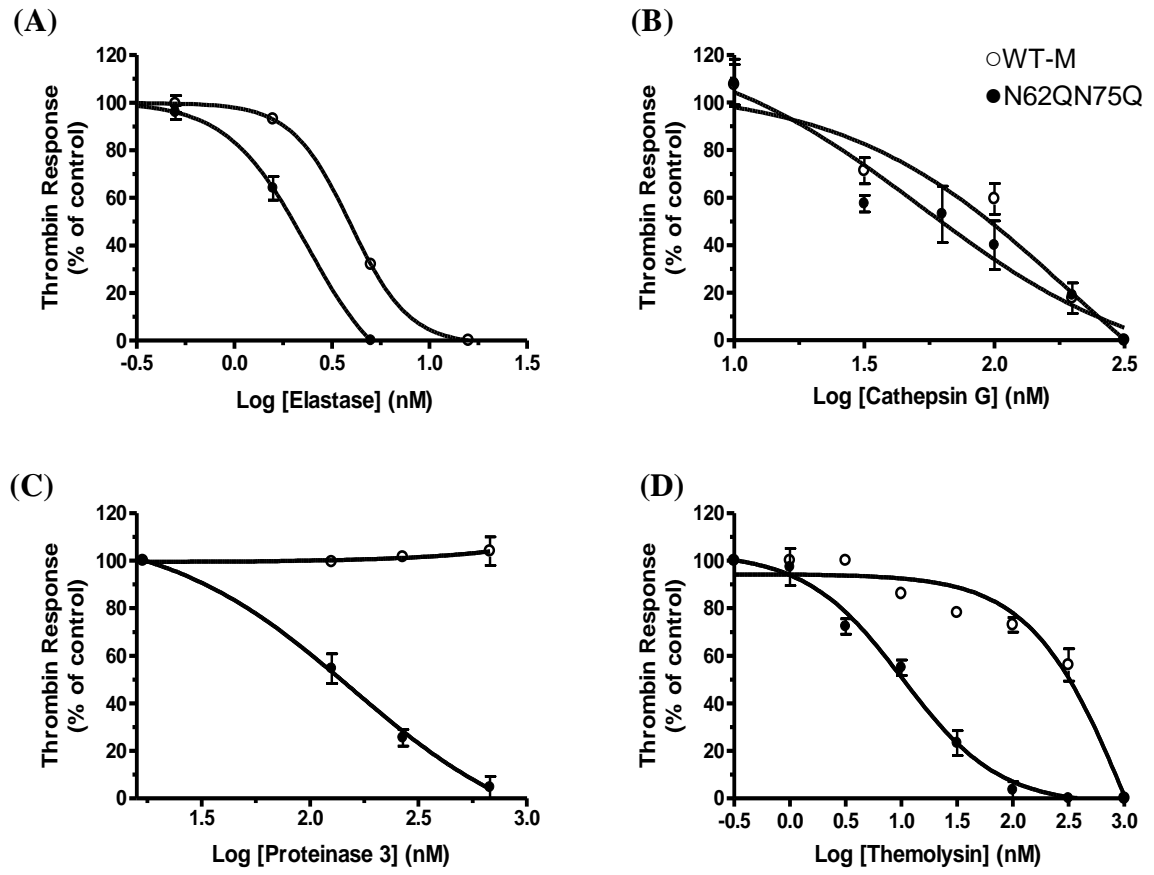 (A)
120
100
80
60
40
20
0
Thrombin Response
(% of control)
-0.5 0.0 0.5 1.0 1.5
Log [Elastase] (nM)
(B)
WT-M
N62QN75Q
120
100
80
60
40
20
0
Thrombin Response
(% of control)
1.0 1.5 2.0 2.5
Log [Cathepsin G] (nM)
(C)
120
100
80
60
40
20
0
Thrombin Response
(% of control)
1.5 2.0 2.5 3.0
Log [Proteinase 3] (nM)
(D)
120
100
80
60
40
20
0
Thrombin Response
(% of control)
-0.5 0.0 0.5 1.0 1.5 2.0 2.5 3.0
Log [Themolysin] (nM)